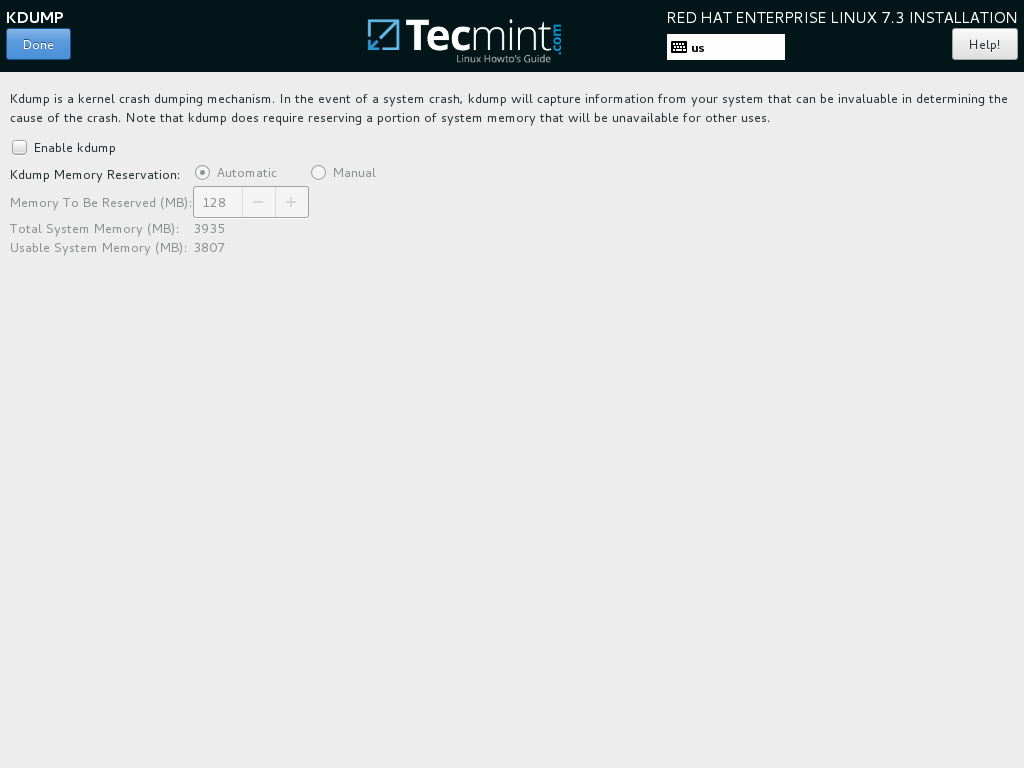 KDUMP
Done
Tecmint.com
Linux Howto's Guide
RED HAT ENTERPRISE LINUX 7.3 INSTALLATION
us
Help!
Kdump is a kernel crash dumping mechanism. In the event of a system crash, kdump will capture information from your system that can be invaluable in determining the
cause of the crash. Note that kdump does require reserving a portion of system memory that will be unavailable for other uses.
Enable kdump
Kdump Memory Reservation: Automatic Manual
Memory To Be Reserved (MB): 128 − +
Total System Memory (MB): 3935
Usable System Memory (MB): 3807